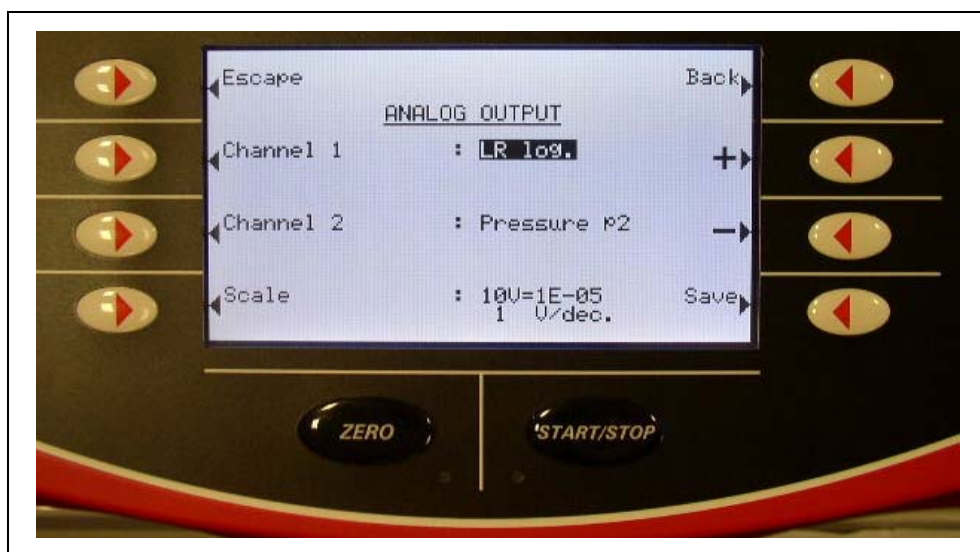 Escape Back
ANALOG OUTPUT
Channel 1 : LR log. +
Channel 2 : Pressure p2 −
Scale : 10V=1E-05 Save
1 V/dec.
ZERO START/STOP